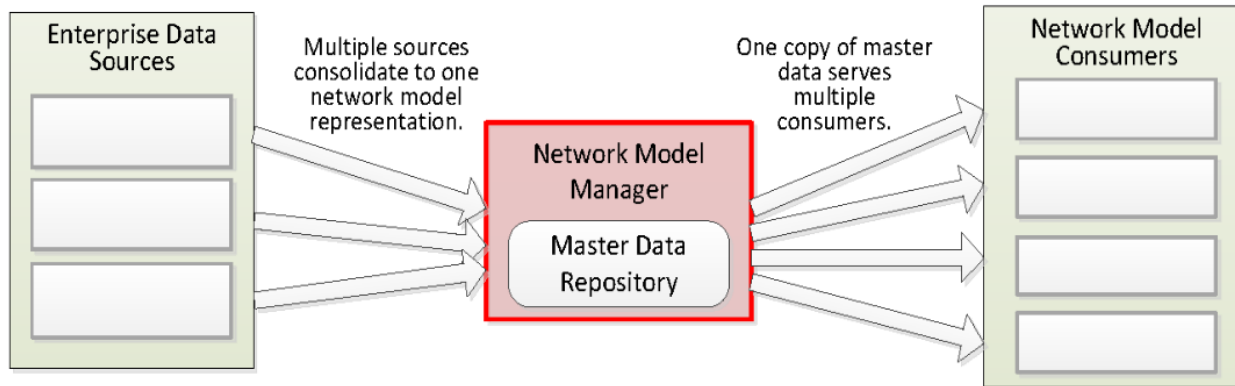 Enterprise Data
Sources
Multiple sources
consolidate to one
network model
representation.
Network Model
Manager
Master Data
Repository
One copy of master
data serves
multiple
consumers.
Network Model
Consumers